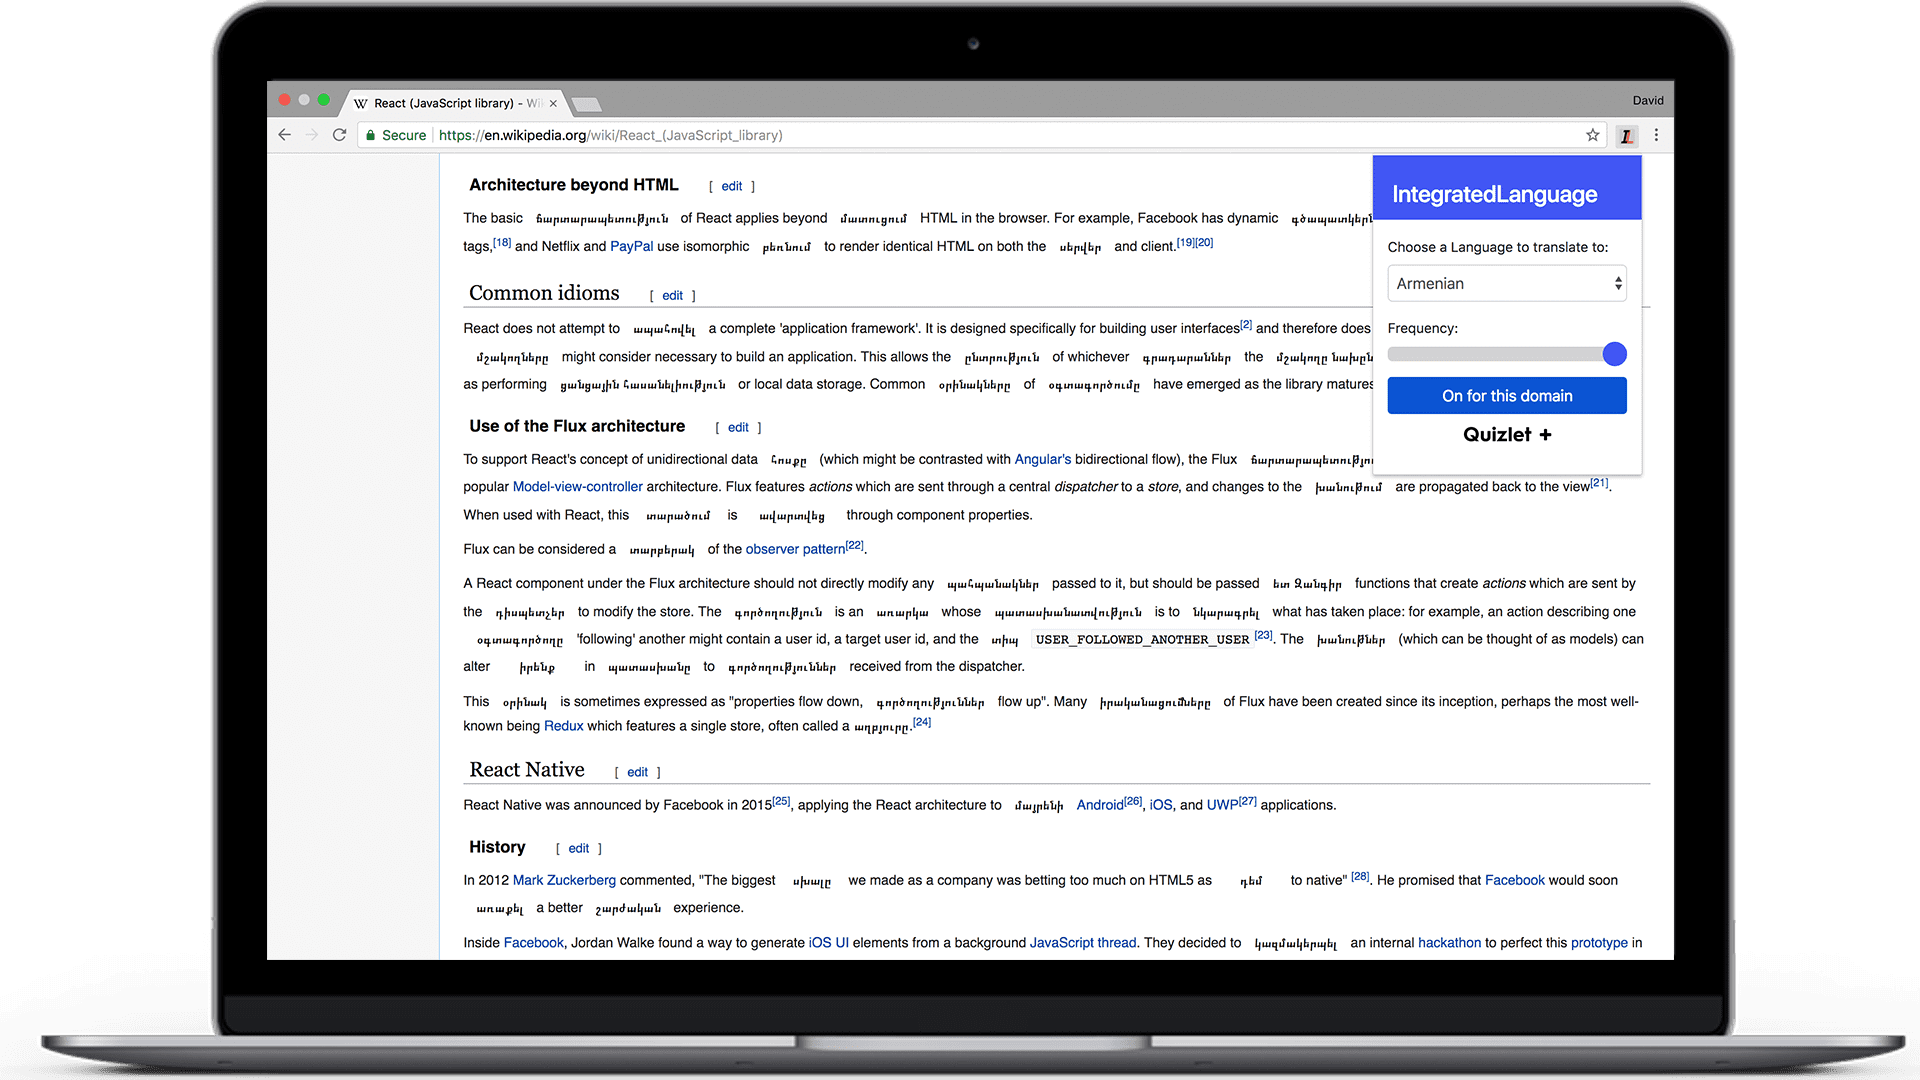 React (JavaScript library) - Wi
David
Secure https://en.wikipedia.org/wiki/React_(JavaScript_library)
IL
IntegratedLanguage
Choose a Language to translate to:
Armenian
Frequency:
On for this domain
Quizlet +
Architecture beyond HTML [ edit ]
The basic ճարտարապետություն of React applies beyond մատուցում HTML in the browser. For example, Facebook has dynamic գծապատկերն
tags,[18] and Netflix and PayPal use isomorphic բեռնում to render identical HTML on both the սերվեր and client.[19][20]
Common idioms [ edit ]
React does not attempt to ապահովել a complete 'application framework'. It is designed specifically for building user interfaces[2] and therefore does
մշակողները might consider necessary to build an application. This allows the ընտրություն of whichever գրադարաններ the մշակողը նախըն
as performing ցանցային հասանելիություն or local data storage. Common օրինակները of օգտագործումը have emerged as the library matures
Use of the Flux architecture [ edit ]
To support React's concept of unidirectional data հոսքը (which might be contrasted with Angular's bidirectional flow), the Flux ճարտարապետությո
popular Model-view-controller architecture. Flux features actions which are sent through a central dispatcher to a store, and changes to the խանութում are propagated back to the view[21].
When used with React, this տարածում is ավարտվեց through component properties.
Flux can be considered a տարբերակ of the observer pattern[22].
A React component under the Flux architecture should not directly modify any պահպանակներ passed to it, but should be passed ետ Զանգիր functions that create actions which are sent by
the դիսպետչեր to modify the store. The գործողություն is an առարկա whose պատասխանատվություն is to նկարագրել what has taken place: for example, an action describing one
օգտագործողը 'following' another might contain a user id, a target user id, and the տիպ USER_FOLLOWED_ANOTHER_USER [23]. The խանութներ (which can be thought of as models) can
alter իրենք in պատասխանը to գործողություններ received from the dispatcher.
This օրինակ is sometimes expressed as "properties flow down, գործողություններ flow up". Many իրականացումները of Flux have been created since its inception, perhaps the most well-
known being Redux which features a single store, often called a աղբյուրը.[24]
React Native [ edit ]
React Native was announced by Facebook in 2015[25], applying the React architecture to մայրենի Android[26], iOS, and UWP[27] applications.
History [ edit ]
In 2012 Mark Zuckerberg commented, "The biggest սխալը we made as a company was betting too much on HTML5 as դեմ to native" [28]. He promised that Facebook would soon
առաքել a better շարժական experience.
Inside Facebook, Jordan Walke found a way to generate iOS UI elements from a background JavaScript thread. They decided to կազմակերպել an internal hackathon to perfect this prototype in